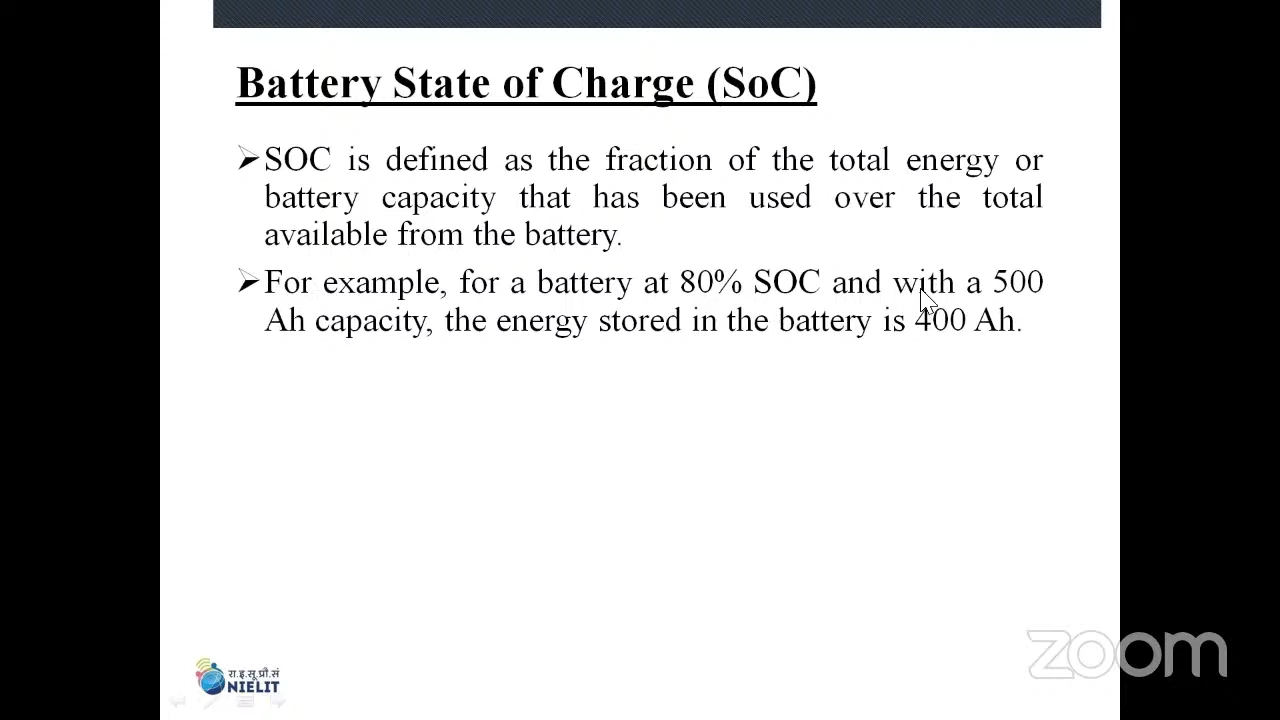 Battery State of Charge (SoC)
➢SOC is defined as the fraction of the total energy or
battery capacity that has been used over the total
available from the battery.
➢For example, for a battery at 80% SOC and with a 500
Ah capacity, the energy stored in the battery is 400 Ah.
रा.इ.सू.प्रौ.सं
NIELIT
zoom